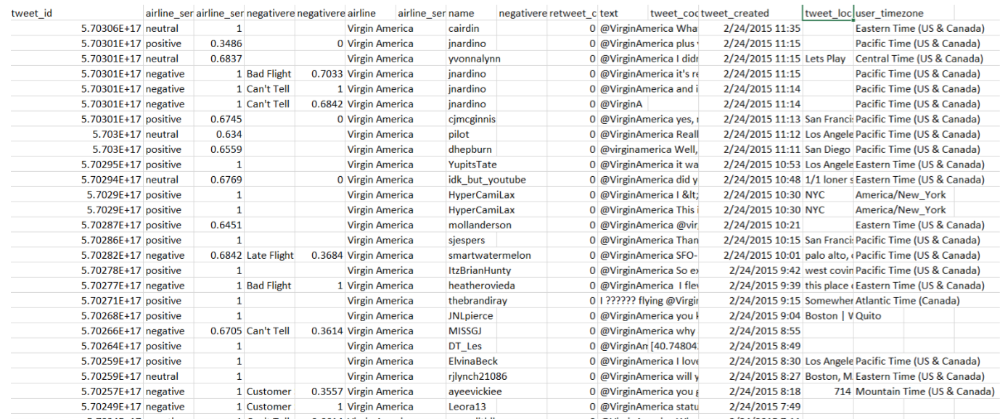 tweet_id airline_ser airline_ser negativere negativere airline airline_ser name negativere retweet_c text tweet_coo tweet_created tweet_loc user_timezone
5.70306E+17 neutral 1 Virgin America cairdin 0 @VirginAmerica What 2/24/2015 11:35 Eastern Time (US & Canada)
5.70301E+17 positive 0.3486 0 Virgin America jnardino 0 @VirginAmerica plus 2/24/2015 11:15 Pacific Time (US & Canada)
5.70301E+17 neutral 0.6837 Virgin America yvonnalynn 0 @VirginAmerica I didn 2/24/2015 11:15 Lets Play Central Time (US & Canada)
5.70301E+17 negative 1 Bad Flight 0.7033 Virgin America jnardino 0 @VirginAmerica it's re 2/24/2015 11:15 Pacific Time (US & Canada)
5.70301E+17 negative 1 Can't Tell 1 Virgin America jnardino 0 @VirginAmerica and i 2/24/2015 11:14 Pacific Time (US & Canada)
5.70301E+17 negative 1 Can't Tell 0.6842 Virgin America jnardino 0 @VirginA 2/24/2015 11:14 Pacific Time (US & Canada)
5.70301E+17 positive 0.6745 0 Virgin America cjmcginnis 0 @VirginAmerica yes, 2/24/2015 11:13 San Franci Pacific Time (US & Canada)
5.703E+17 neutral 0.634 Virgin America pilot 0 @VirginAmerica Reall 2/24/2015 11:12 Los Angele Pacific Time (US & Canada)
5.703E+17 positive 0.6559 Virgin America dhepburn 0 @virginamerica Well, 2/24/2015 11:11 San Diego Pacific Time (US & Canada)
5.70295E+17 positive 1 Virgin America YupitsTate 0 @VirginAmerica it wa 2/24/2015 10:53 Los Angele Eastern Time (US & Canada)
5.70294E+17 neutral 0.6769 0 Virgin America idk_but_youtube 0 @VirginAmerica did y 2/24/2015 10:48 1/1 loner s Eastern Time (US & Canada)
5.7029E+17 positive 1 Virgin America HyperCamiLax 0 @VirginAmerica I &lt; 2/24/2015 10:30 NYC America/New_York
5.7029E+17 positive 1 Virgin America HyperCamiLax 0 @VirginAmerica This i 2/24/2015 10:30 NYC America/New_York
5.70287E+17 positive 0.6451 Virgin America mollanderson 0 @VirginAmerica @vir 2/24/2015 10:21 Eastern Time (US & Canada)
5.70286E+17 positive 1 Virgin America sjespers 0 @VirginAmerica Than 2/24/2015 10:15 San Franci Pacific Time (US & Canada)
5.70282E+17 negative 0.6842 Late Flight 0.3684 Virgin America smartwatermelon 0 @VirginAmerica SFO- 2/24/2015 10:01 palo alto, Pacific Time (US & Canada)
5.70278E+17 positive 1 Virgin America ItzBrianHunty 0 @VirginAmerica So ex 2/24/2015 9:42 west covin Pacific Time (US & Canada)
5.70277E+17 negative 1 Bad Flight 1 Virgin America heatherovieda 0 @VirginAmerica I flew 2/24/2015 9:39 this place Eastern Time (US & Canada)
5.70271E+17 positive 1 Virgin America thebrandiray 0 I ?????? flying @Virgin 2/24/2015 9:15 Somewher Atlantic Time (Canada)
5.70268E+17 positive 1 Virgin America JNLpierce 0 @VirginAmerica you 2/24/2015 9:04 Boston | Quito
5.70266E+17 negative 0.6705 Can't Tell 0.3614 Virgin America MISSGJ 0 @VirginAmerica why 2/24/2015 8:55
5.70264E+17 positive 1 Virgin America DT_Les 0 @VirginAm [40.74804 2/24/2015 8:49
5.70259E+17 positive 1 Virgin America ElvinaBeck 0 @VirginAmerica I love 2/24/2015 8:30 Los Angele Pacific Time (US & Canada)
5.70259E+17 neutral 1 Virgin America rjlynch21086 0 @VirginAmerica will y 2/24/2015 8:27 Boston, M Eastern Time (US & Canada)
5.70257E+17 negative 1 Customer 0.3557 Virgin America ayeevickiee 0 @VirginAmerica you g 2/24/2015 8:18 714 Mountain Time (US & Canada)
5.70249E+17 negative 1 Customer 1 Virgin America Leora13 0 @VirginAmerica statu 2/24/2015 7:49